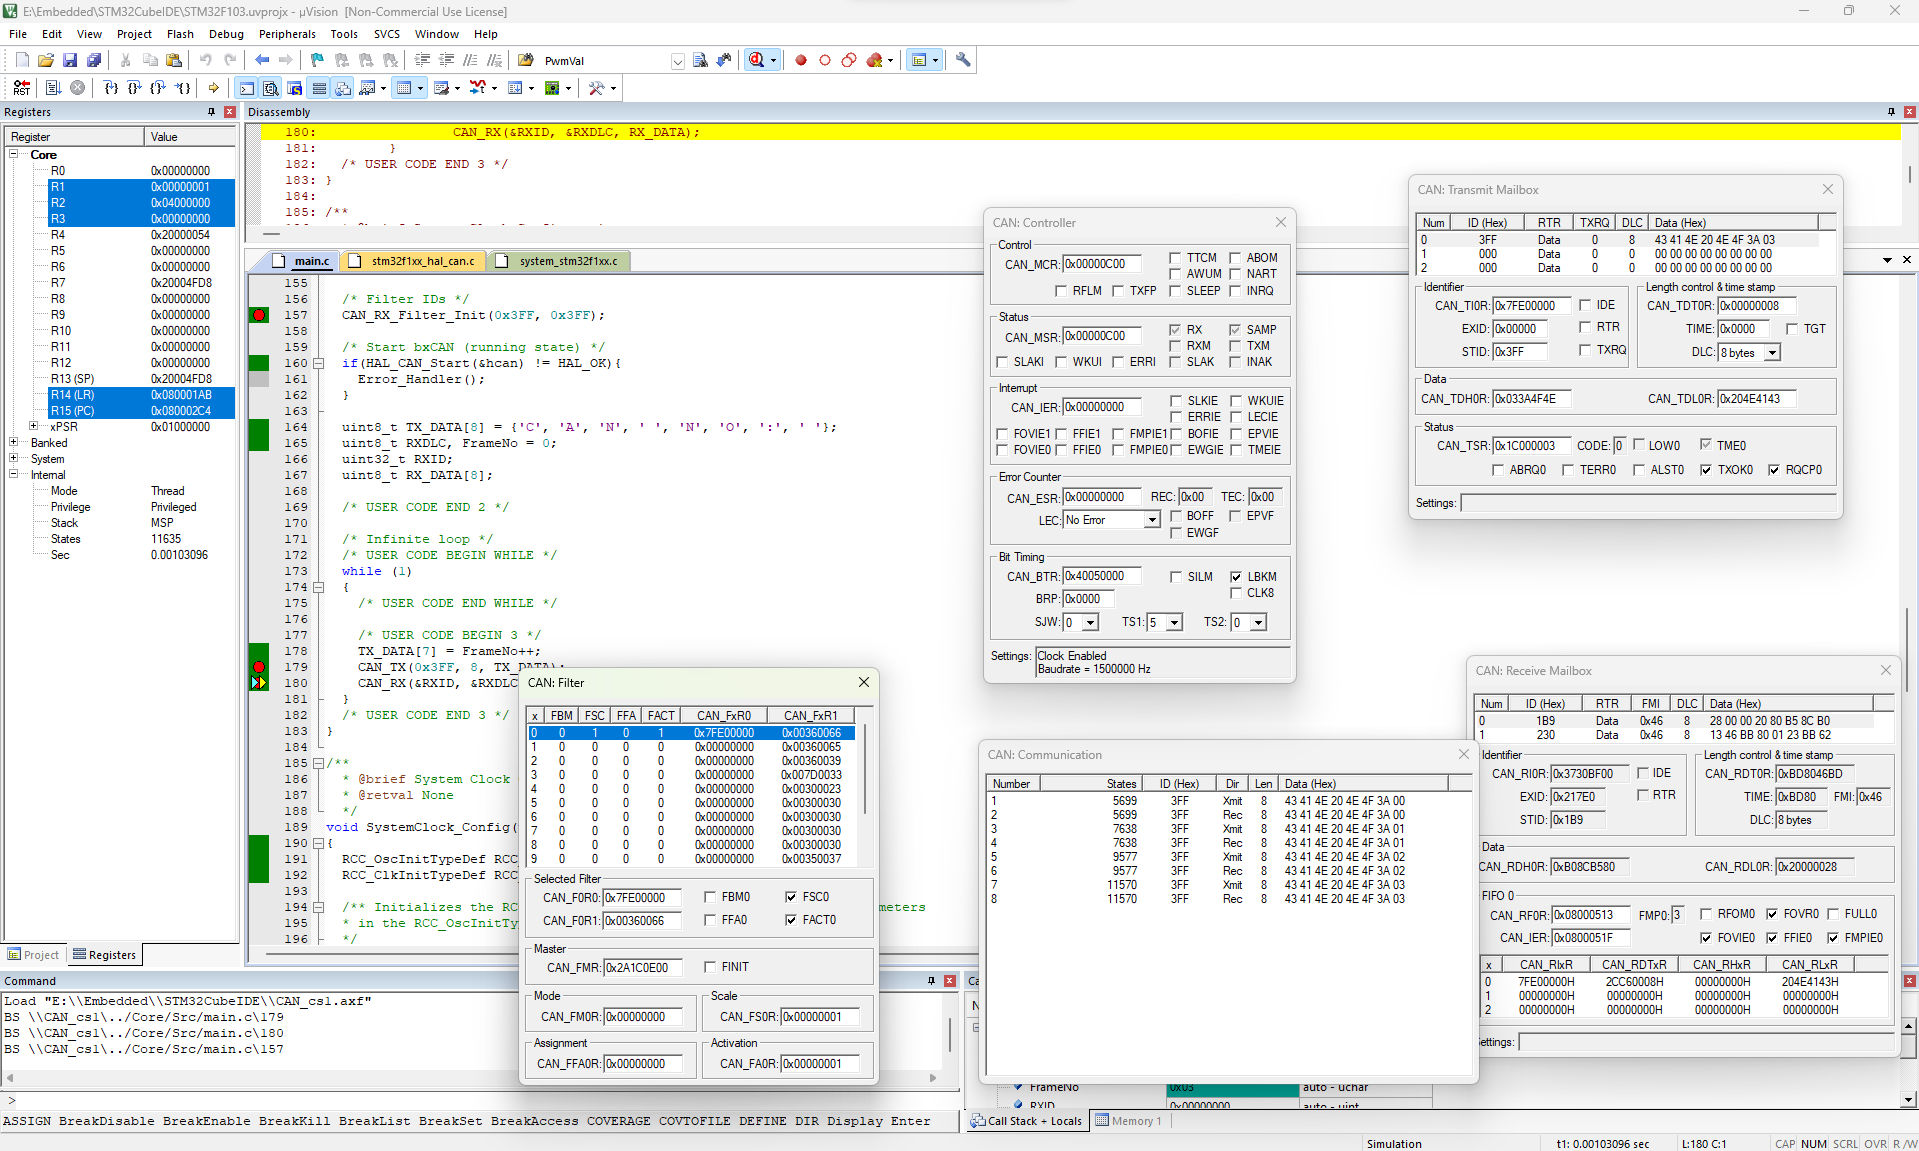 E:\Embedded\STM32CubeIDE\STM32F103.uvprojx - µVision [Non-Commercial Use License]
File Edit View Project Flash Debug Peripherals Tools SVCS Window Help
PwmVal
Registers
Register Value
Core
R0 0x00000000
R1 0x00000001
R2 0x04000000
R3 0x00000000
R4 0x20000054
R5 0x00000000
R6 0x00000000
R7 0x20004FD8
R8 0x00000000
R9 0x00000000
R10 0x00000000
R11 0x00000000
R12 0x00000000
R13 (SP) 0x20004FD8
R14 (LR) 0x080001AB
R15 (PC) 0x080002C4
xPSR 0x01000000
Banked
System
Internal
Mode Thread
Privilege Privileged
Stack MSP
States 11635
Sec 0.00103096
Project Registers
Disassembly
180: CAN_RX(&RXID, &RXDLC, RX_DATA);
181: }
182: /* USER CODE END 3 */
183: }
184:
185: /**
main.c stm32f1xx_hal_can.c system_stm32f1xx.c
155
156 /* Filter IDs */
157 CAN_RX_Filter_Init(0x3FF, 0x3FF);
158
159 /* Start bxCAN (running state) */
160 if(HAL_CAN_Start(&hcan) != HAL_OK){
161 Error_Handler();
162 }
163
164 uint8_t TX_DATA[8] = {'C', 'A', 'N', ' ', 'N', 'O', ':', ' '};
165 uint8_t RXDLC, FrameNo = 0;
166 uint32_t RXID;
167 uint8_t RX_DATA[8];
168
169 /* USER CODE END 2 */
170
171 /* Infinite loop */
172 /* USER CODE BEGIN WHILE */
173 while (1)
174 {
175 /* USER CODE END WHILE */
176
177 /* USER CODE BEGIN 3 */
178 TX_DATA[7] = FrameNo++;
179 CAN_TX(0x3FF, 8, TX_DATA);
180 CAN_RX(&RXID, &RXDLC
181 }
182 /* USER CODE END 3 */
183 }
184
185 /**
186 * @brief System Clock
187 * @retval None
188 */
189 void SystemClock_Config(
190 {
191 RCC_OscInitTypeDef RCC
192 RCC_ClkInitTypeDef RCC
193
194 /** Initializes the RC meters
195 * in the RCC_OscInitTy
196 */
CAN: Controller
Control
CAN_MCR: 0x00000C00 TTCM ABOM
AWUM NART
RFLM TXFP SLEEP INRQ
Status
CAN_MSR: 0x00000C00 RX SAMP
RXM TXM
SLAKI WKUI ERRI SLAK INAK
Interrupt
CAN_IER: 0x00000000 SLKIE WKUIE
ERRIE LECIE
FOVIE1 FFIE1 FMPIE1 BOFIE EPVIE
FOVIE0 FFIE0 FMPIE0 EWGIE TMEIE
Error Counter
CAN_ESR: 0x00000000 REC: 0x00 TEC: 0x00
LEC: No Error BOFF EPVF
EWGF
Bit Timing
CAN_BTR: 0x40050000 SILM LBKM
BRP: 0x0000 CLK8
SJW: 0 TS1: 5 TS2: 0
Settings: Clock Enabled
Baudrate = 1500000 Hz
CAN: Transmit Mailbox
Num ID (Hex) RTR TXRQ DLC Data (Hex)
0 3FF Data 0 8 43 41 4E 20 4E 4F 3A 03
1 000 Data 0 0 00 00 00 00 00 00 00 00
2 000 Data 0 0 00 00 00 00 00 00 00 00
Identifier
CAN_TI0R: 0x7FE00000 IDE
EXID: 0x00000 RTR
STID: 0x3FF TXRQ
Length control & time stamp
CAN_TDT0R: 0x00000008
TIME: 0x0000 TGT
DLC: 8 bytes
Data
CAN_TDH0R: 0x033A4F4E CAN_TDL0R: 0x204E4143
Status
CAN_TSR: 0x1C000003 CODE: 0 LOW0 TME0
ABRQ0 TERR0 ALST0 TXOK0 RQCP0
Settings:
CAN: Filter
x FBM FSC FFA FACT CAN_FxR0 CAN_FxR1
0 0 1 0 1 0x7FE00000 0x00360066
1 0 0 0 0 0x00000000 0x00360065
2 0 0 0 0 0x00000000 0x00360039
3 0 0 0 0 0x00000000 0x007D0033
4 0 0 0 0 0x00000000 0x00300023
5 0 0 0 0 0x00000000 0x00300030
6 0 0 0 0 0x00000000 0x00300030
7 0 0 0 0 0x00000000 0x00300030
8 0 0 0 0 0x00000000 0x00300030
9 0 0 0 0 0x00000000 0x00350037
Selected Filter
CAN_F0R0: 0x7FE00000 FBM0 FSC0
CAN_F0R1: 0x00360066 FFA0 FACT0
Master
CAN_FMR: 0x2A1C0E00 FINIT
Mode Scale
CAN_FM0R: 0x00000000 CAN_FS0R: 0x00000001
Assignment Activation
CAN_FFA0R: 0x00000000 CAN_FA0R: 0x00000001
CAN: Communication
Number States ID (Hex) Dir Len Data (Hex)
1 5699 3FF Xmit 8 43 41 4E 20 4E 4F 3A 00
2 5699 3FF Rec 8 43 41 4E 20 4E 4F 3A 00
3 7638 3FF Xmit 8 43 41 4E 20 4E 4F 3A 01
4 7638 3FF Rec 8 43 41 4E 20 4E 4F 3A 01
5 9577 3FF Xmit 8 43 41 4E 20 4E 4F 3A 02
6 9577 3FF Rec 8 43 41 4E 20 4E 4F 3A 02
7 11570 3FF Xmit 8 43 41 4E 20 4E 4F 3A 03
8 11570 3FF Rec 8 43 41 4E 20 4E 4F 3A 03
CAN: Receive Mailbox
Num ID (Hex) RTR FMI DLC Data (Hex)
0 1B9 Data 0x46 8 28 00 00 20 80 B5 8C B0
1 230 Data 0x46 8 13 46 BB 80 01 23 BB 62
Identifier
CAN_RI0R: 0x3730BF00 IDE
EXID: 0x217E0 RTR
STID: 0x1B9
Length control & time stamp
CAN_RDT0R: 0xBD8046BD
TIME: 0xBD80 FMI: 0x46
DLC: 8 bytes
Data
CAN_RDH0R: 0xB08CB580 CAN_RDL0R: 0x20000028
FIFO 0
CAN_RF0R: 0x08000513 FMP0: 3 RFOM0 FOVR0 FULL0
CAN_IER: 0x0800051F FOVIE0 FFIE0 FMPIE0
x CAN_RIxR CAN_RDTxR CAN_RHxR CAN_RLxR
0 7FE00000H 2CC60008H 00000000H 204E4143H
1 00000000H 00000000H 00000000H 00000000H
2 00000000H 00000000H 00000000H 00000000H
ettings:
Command
Load "E:\\Embedded\\STM32CubeIDE\\CAN_cs1.axf"
BS \\CAN_cs1\../Core/Src/main.c\179
BS \\CAN_cs1\../Core/Src/main.c\180
BS \\CAN_cs1\../Core/Src/main.c\157
>
ASSIGN BreakDisable BreakEnable BreakKill BreakList BreakSet BreakAccess COVERAGE COVTOFILE DEFINE DIR Display Enter
Ca
N
FrameNo 0x03 auto - uchar
RXID 0x00000000 auto - uint
Call Stack + Locals Memory 1
Simulation t1: 0.00103096 sec L:180 C:1 CAP NUM SCRL OVR R/W